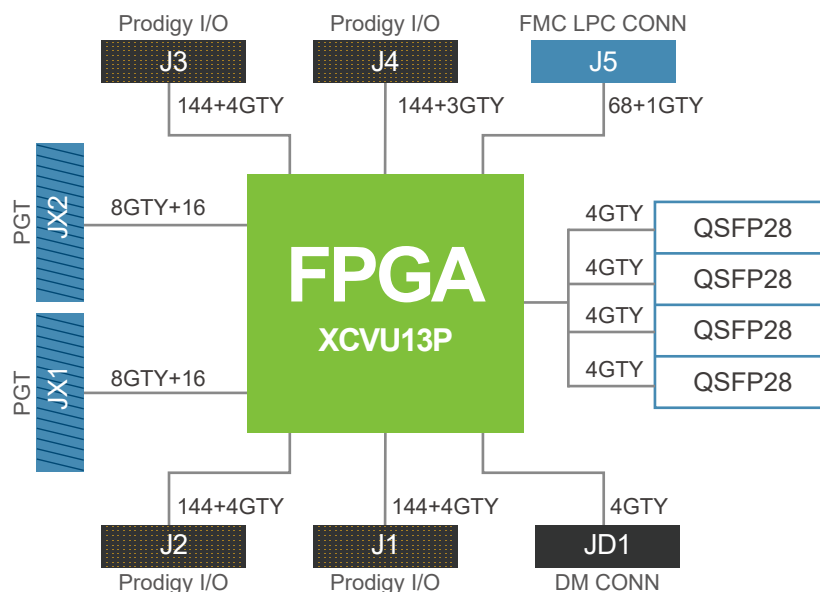 Prodigy I/O
Prodigy I/O
FMC LPC CONN
J3
J4
J5
144+4GTY
144+3GTY
68+1GTY
PGT
JX2
8GTY+16
4GTY
QSFP28
4GTY
QSFP28
FPGA
XCVU13P
4GTY
QSFP28
4GTY
QSFP28
PGT
JX1
8GTY+16
144+4GTY
144+4GTY
4GTY
J2
J1
JD1
Prodigy I/O
Prodigy I/O
DM CONN